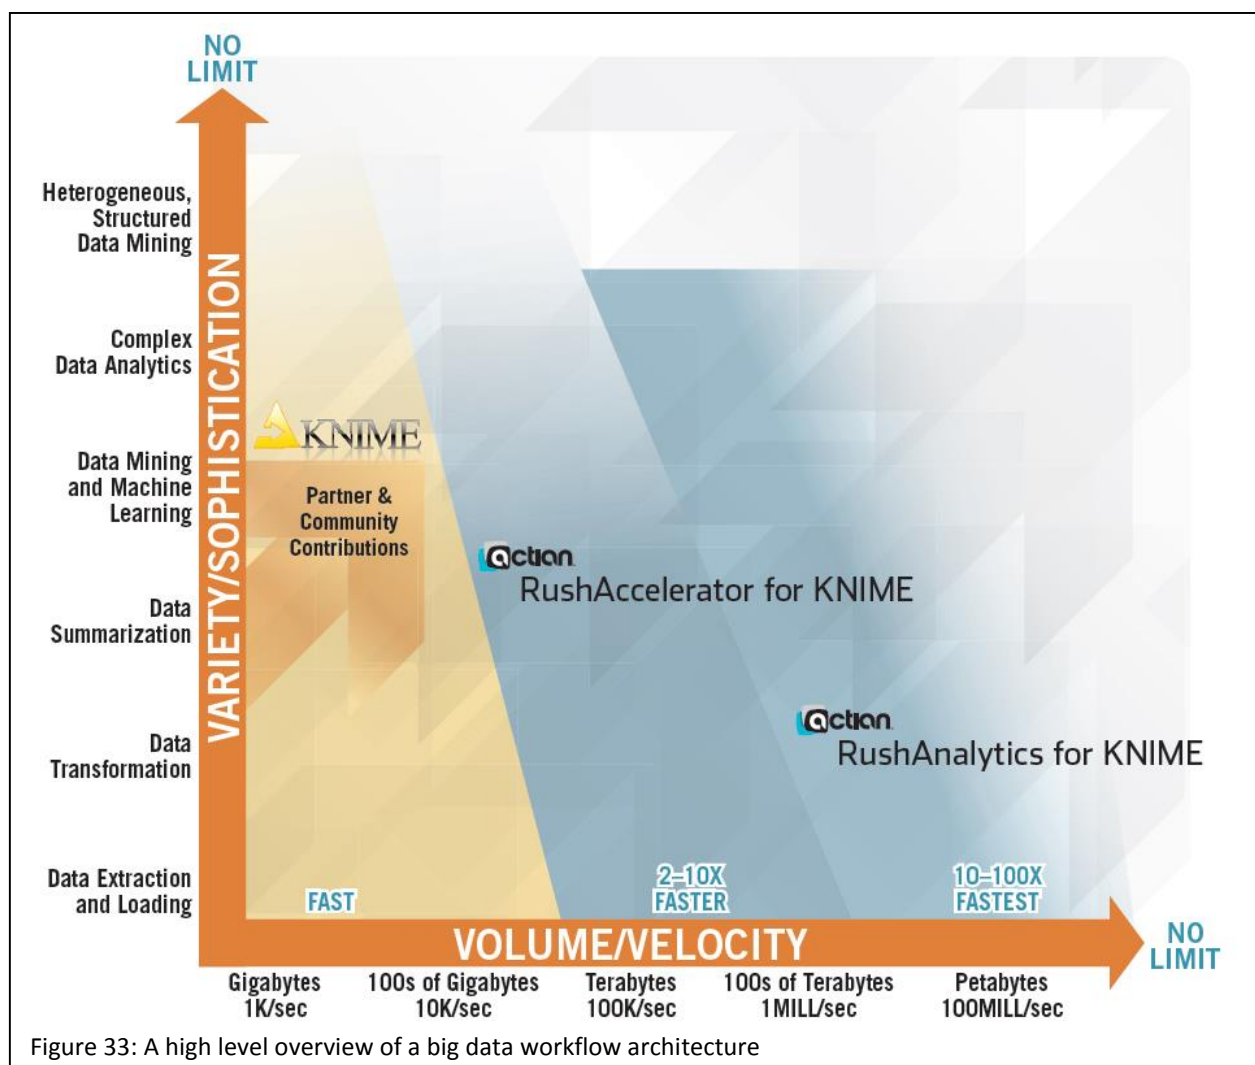 NO
LIMIT
Heterogeneous,
Structured
Data Mining
Complex
Data Analytics
Data Mining
and Machine
Learning
Data
Summarization
Data
Transformation
Data Extraction
and Loading
VARIETY/SOPHISTICATION
KNIME
Partner &
Community
Contributions
action
RushAccelerator for KNIME
action
RushAnalytics for KNIME
FAST
2–10X
FASTER
10–100X
FASTEST
VOLUME/VELOCITY
NO
LIMIT
Gigabytes
1K/sec
100s of Gigabytes
10K/sec
Terabytes
100K/sec
100s of Terabytes
1MILL/sec
Petabytes
100MILL/sec
Figure 33: A high level overview of a big data workflow architecture